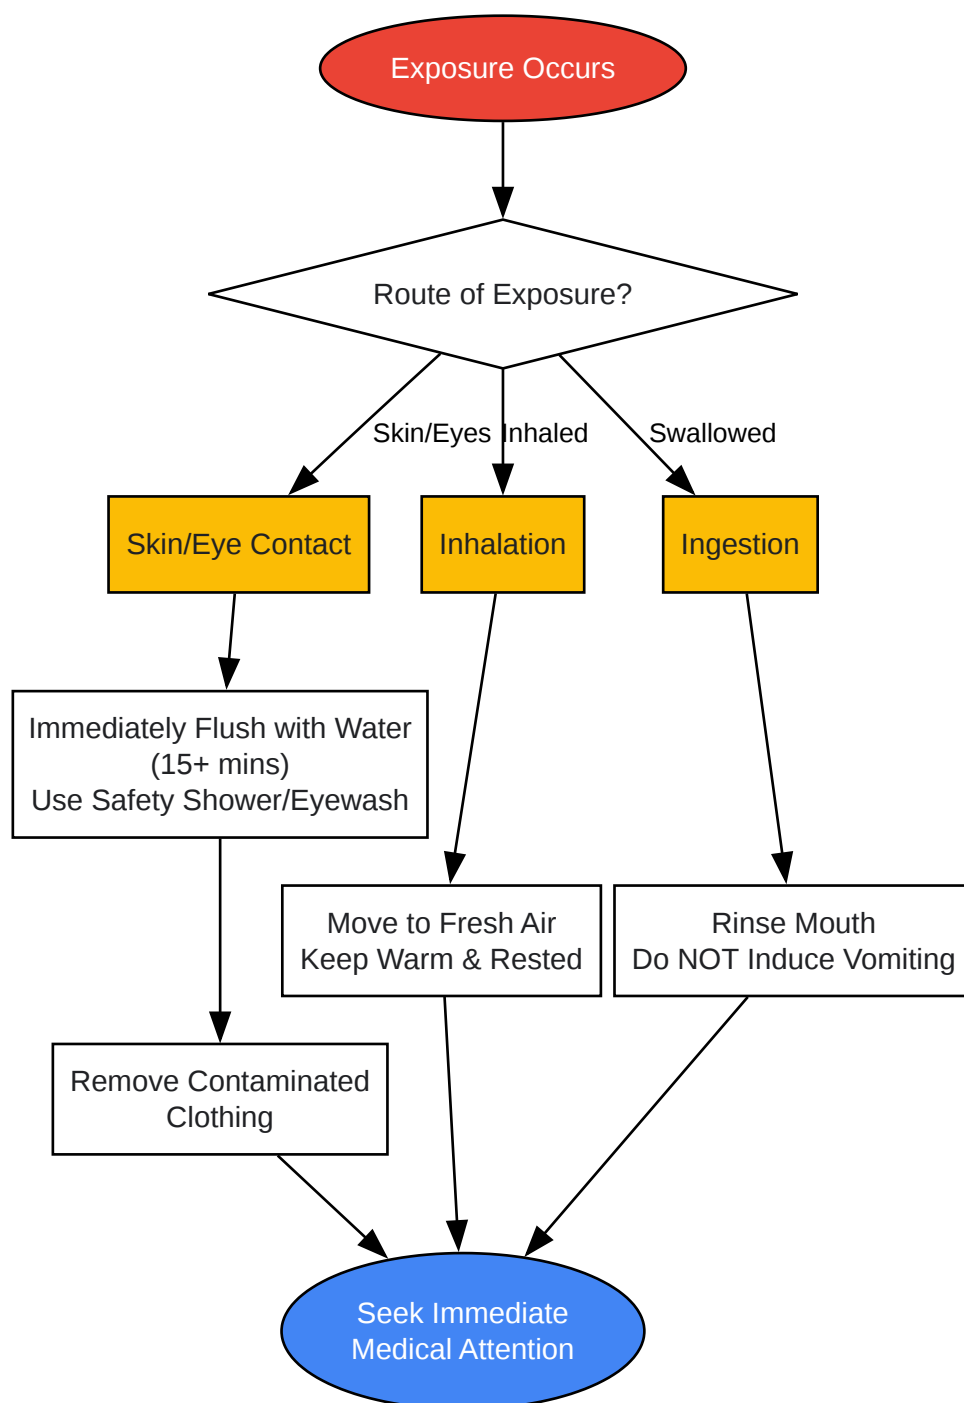 Exposure Occurs
Route of Exposure?
Skin/Eyes
Inhaled
Swallowed
Skin/Eye Contact
Inhalation
Ingestion
Immediately Flush with Water
(15+ mins)
Use Safety Shower/Eyewash
Move to Fresh Air
Keep Warm & Rested
Rinse Mouth
Do NOT Induce Vomiting
Remove Contaminated
Clothing
Seek Immediate
Medical Attention